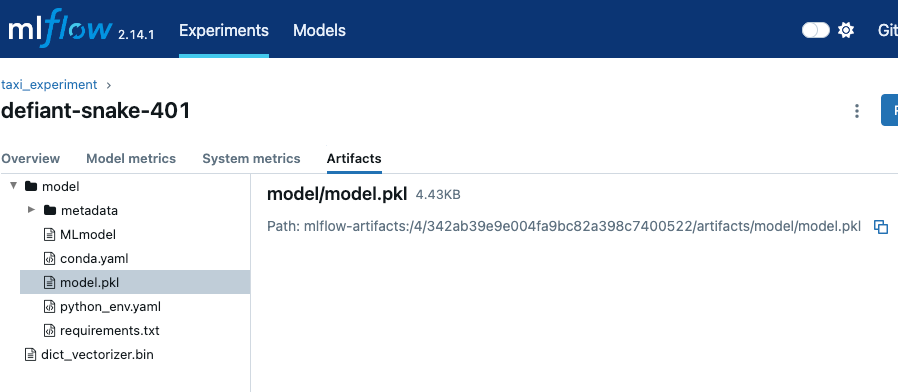 mlflow 2.14.1 Experiments Models Git
taxi_experiment
defiant-snake-401
Overview Model metrics System metrics Artifacts
model
metadata
MLmodel
conda.yaml
model.pkl
python_env.yaml
requirements.txt
dict_vectorizer.bin
model/model.pkl 4.43KB
Path: mlflow-artifacts:/4/342ab39e9e004fa9bc82a398c7400522/artifacts/model/model.pkl